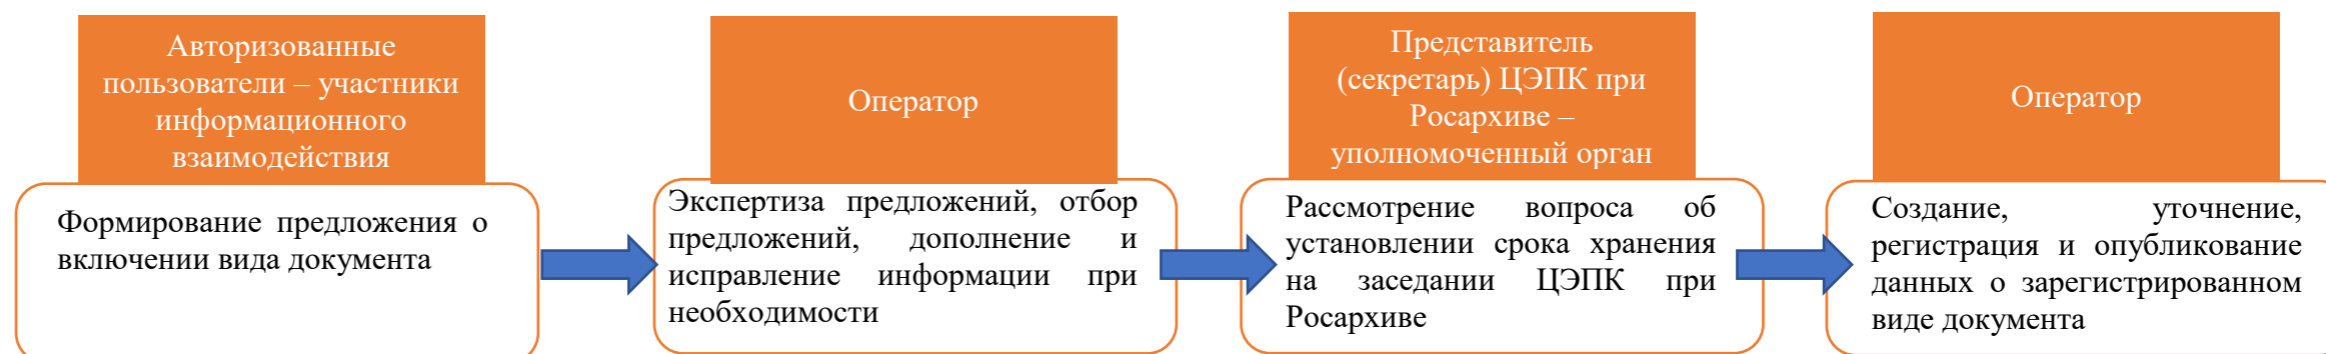 Авторизованные
пользователи – участники
информационного
взаимодействия
Формирование предложения о
включении вида документа
Оператор
Экспертиза предложений, отбор
предложений, дополнение и
исправление информации при
необходимости
Представитель
(секретарь) ЦЭПК при
Росархиве –
уполномоченный орган
Рассмотрение вопроса об
установлении срока хранения
на заседании ЦЭПК при
Росархиве
Оператор
Создание, уточнение,
регистрация и опубликование
данных о зарегистрированном
виде документа